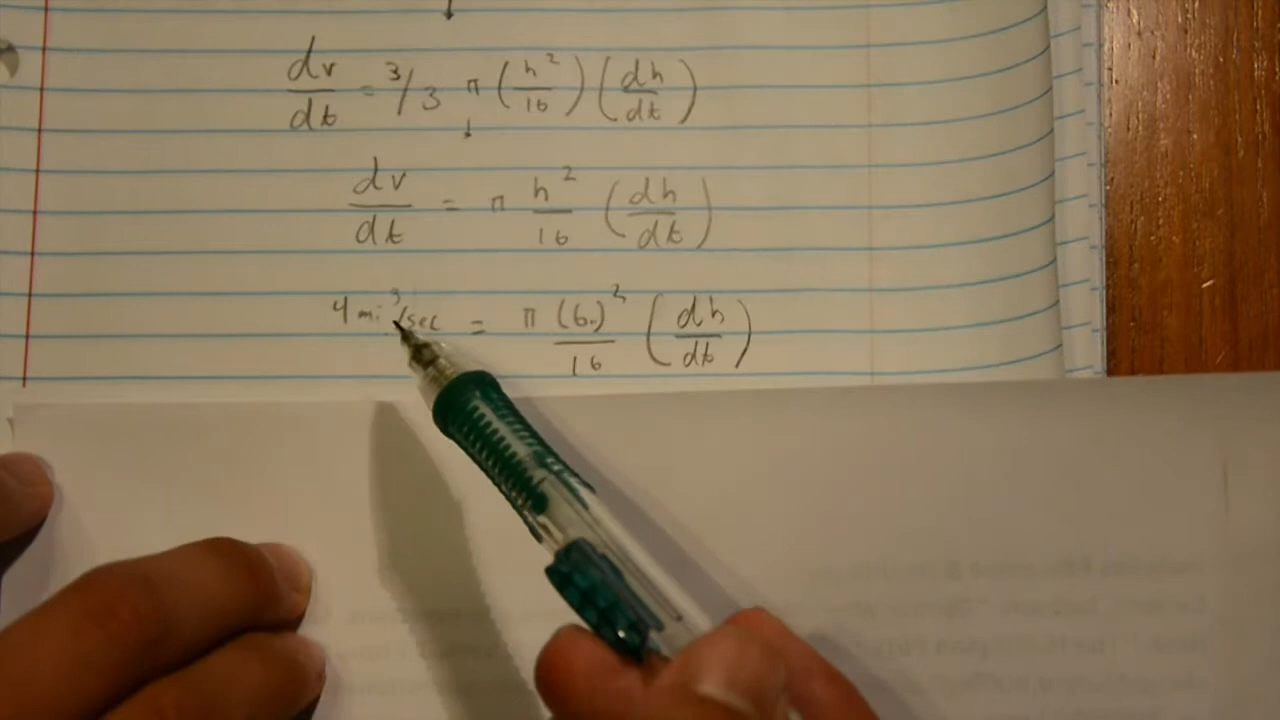 dv/dt = 3/3 π (h²/16) (dh/dt)
dv/dt = π h²/16 (dh/dt)
4 mi³/sec = π (6.)²/16 (dh/dt)